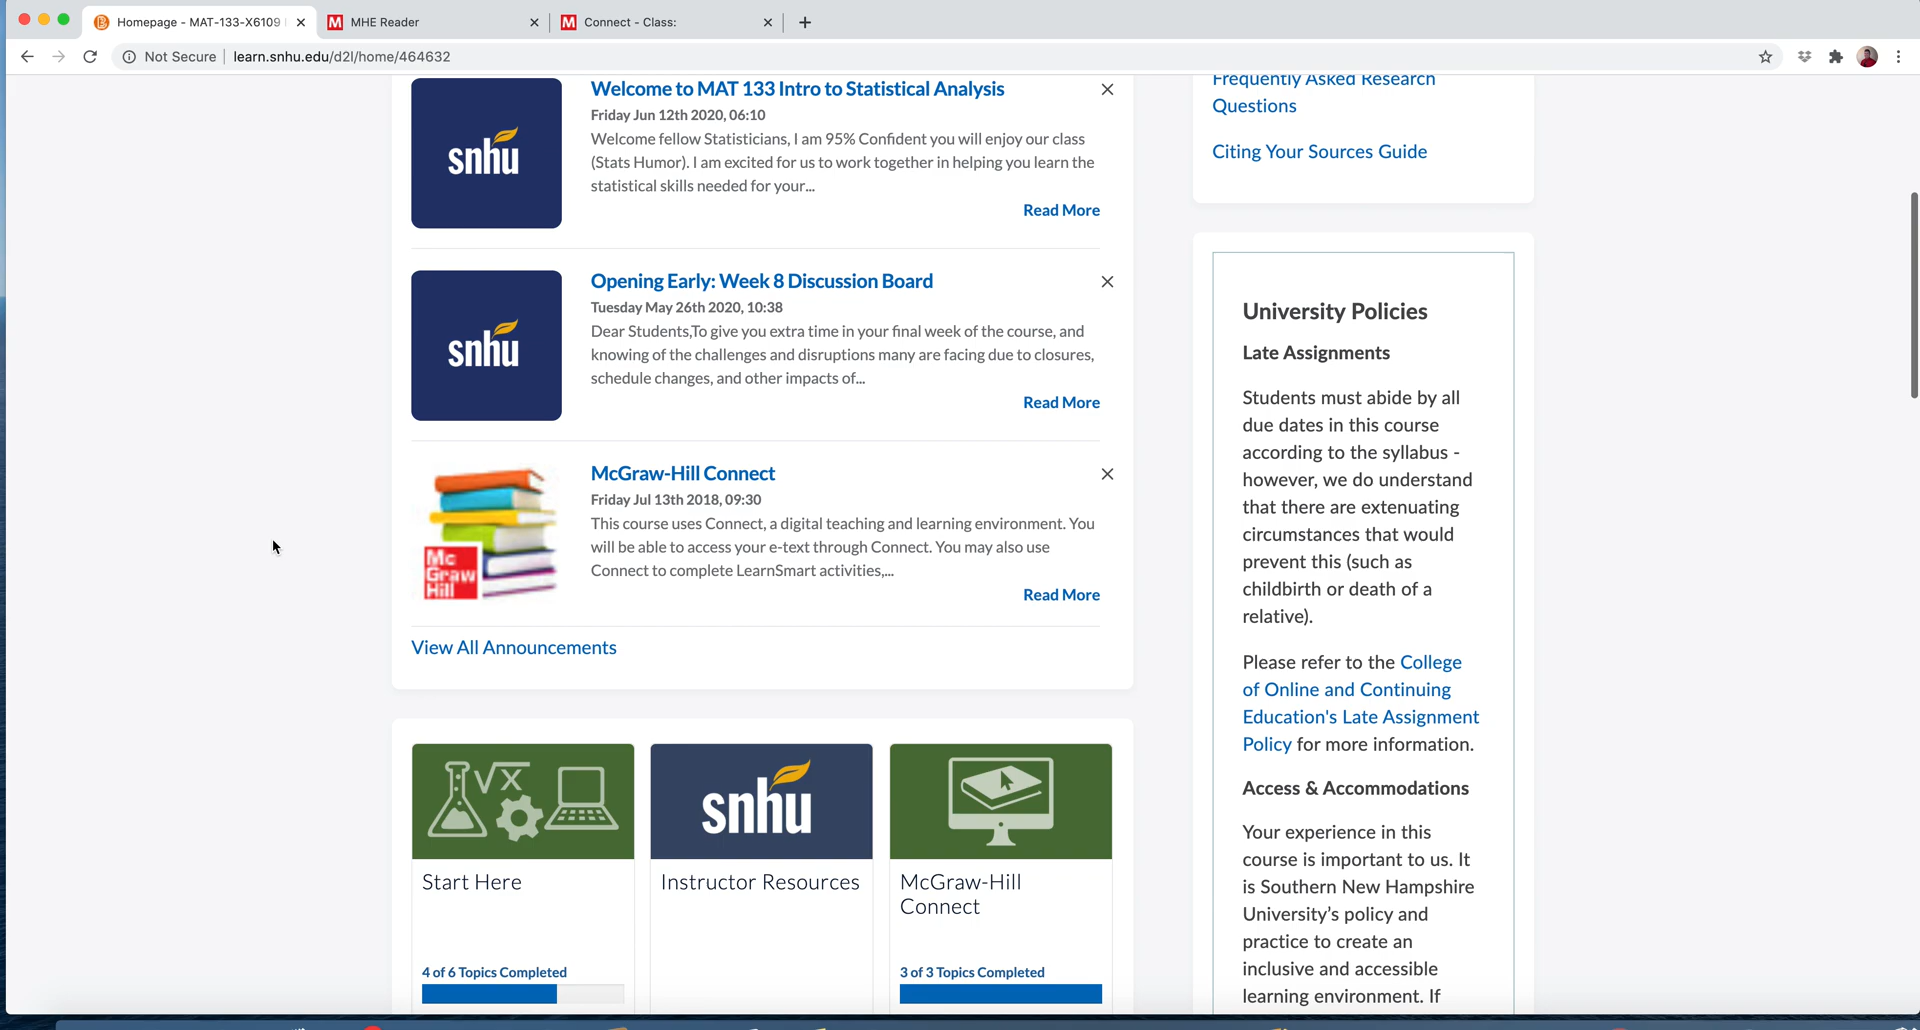 Homepage - MAT-133-X6109
MHE Reader
Connect - Class:
Not Secure
learn.snhu.edu/d2l/home/464632
snhu
Welcome to MAT 133 Intro to Statistical Analysis
Friday Jun 12th 2020, 06:10
Welcome fellow Statisticians, I am 95% Confident you will enjoy our class
(Stats Humor). I am excited for us to work together in helping you learn the
statistical skills needed for your...
Read More
snhu
Opening Early: Week 8 Discussion Board
Tuesday May 26th 2020, 10:38
Dear Students,To give you extra time in your final week of the course, and
knowing of the challenges and disruptions many are facing due to closures,
schedule changes, and other impacts of...
Read More
Mc
Graw
Hill
McGraw-Hill Connect
Friday Jul 13th 2018, 09:30
This course uses Connect, a digital teaching and learning environment. You
will be able to access your e-text through Connect. You may also use
Connect to complete LearnSmart activities,...
Read More
View All Announcements
√x
Start Here
4 of 6 Topics Completed
snhu
Instructor Resources
McGraw-Hill
Connect
3 of 3 Topics Completed
Frequently Asked Research
Questions
Citing Your Sources Guide
University Policies
Late Assignments
Students must abide by all
due dates in this course
according to the syllabus -
however, we do understand
that there are extenuating
circumstances that would
prevent this (such as
childbirth or death of a
relative).
Please refer to the College
of Online and Continuing
Education's Late Assignment
Policy for more information.
Access & Accommodations
Your experience in this
course is important to us. It
is Southern New Hampshire
University's policy and
practice to create an
inclusive and accessible
learning environment. If